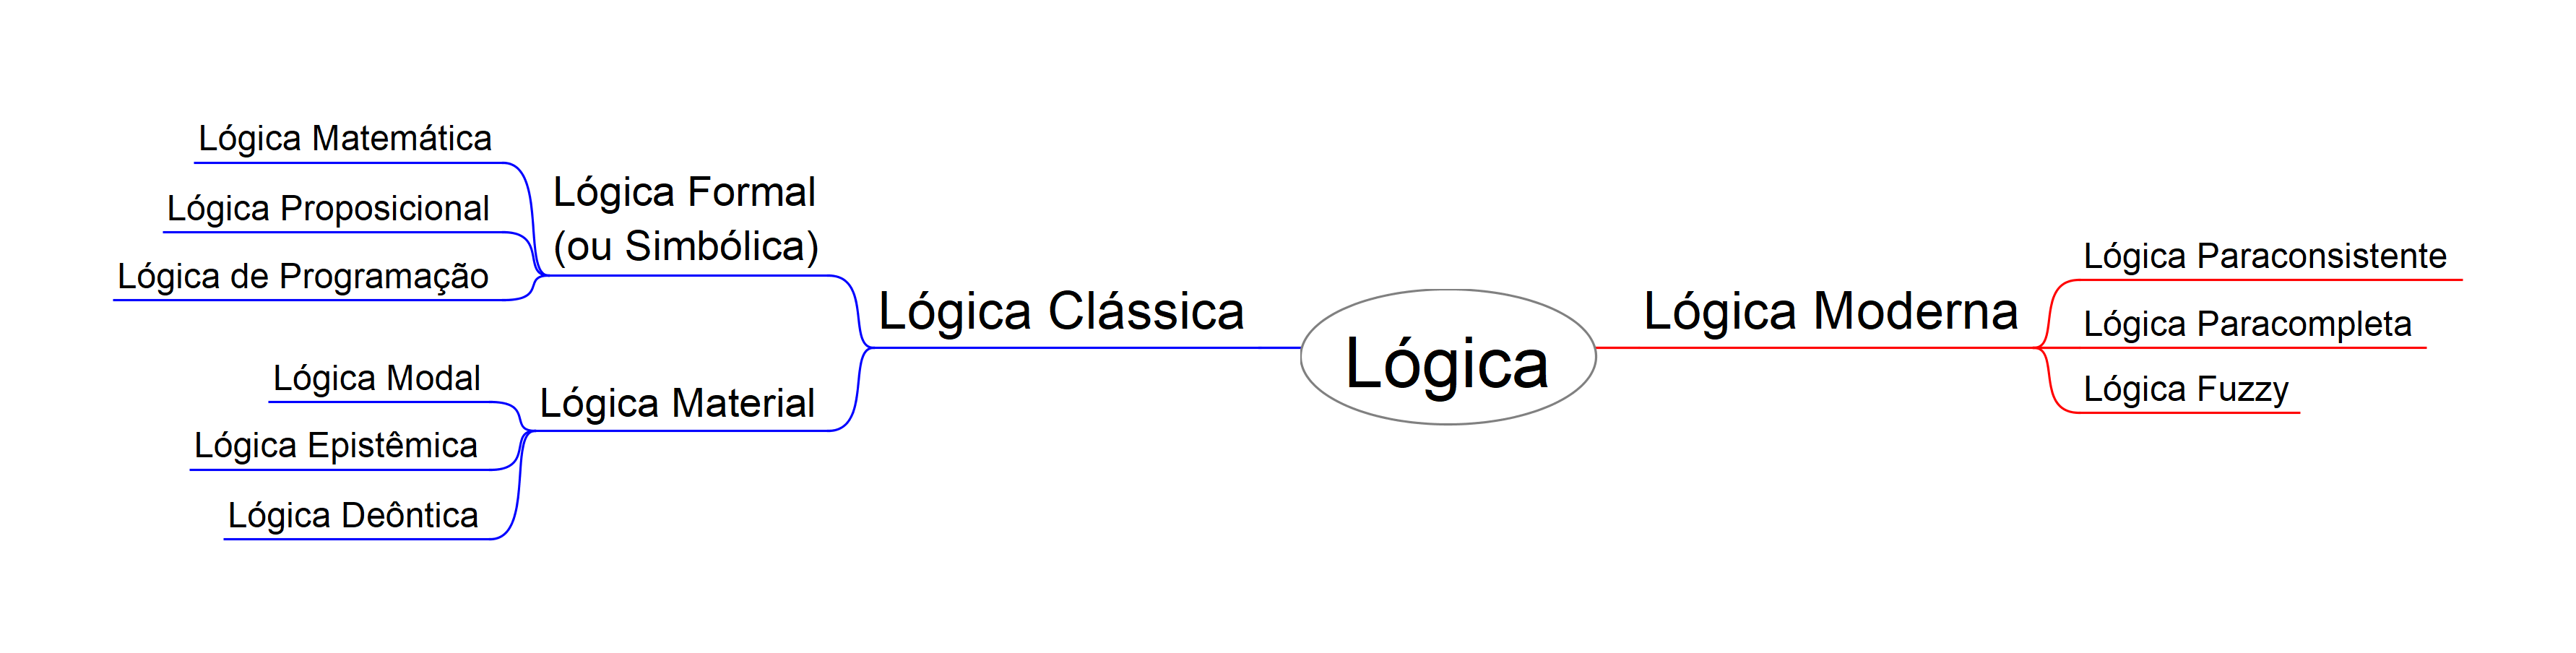 Lógica Matemática
Lógica Proposicional
Lógica de Programação
Lógica Formal
(ou Simbólica)
Lógica Modal
Lógica Epistêmica
Lógica Deôntica
Lógica Material
Lógica Clássica
Lógica
Lógica Moderna
Lógica Paraconsistente
Lógica Paracompleta
Lógica Fuzzy